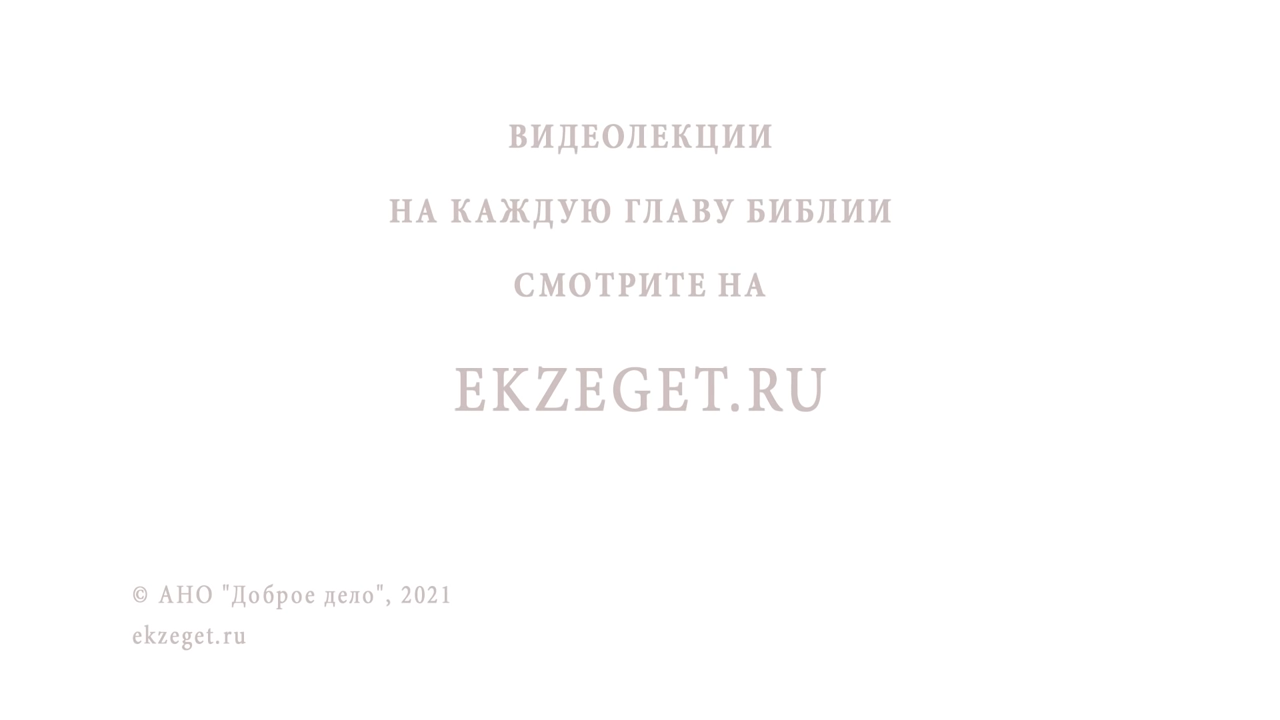 ВИДЕОЛЕКЦИИ
НА КАЖДУЮ ГЛАВУ БИБЛИИ
СМОТРИТЕ НА
EKZEGET.RU
© АНО "Доброе дело", 2021
ekzeget.ru